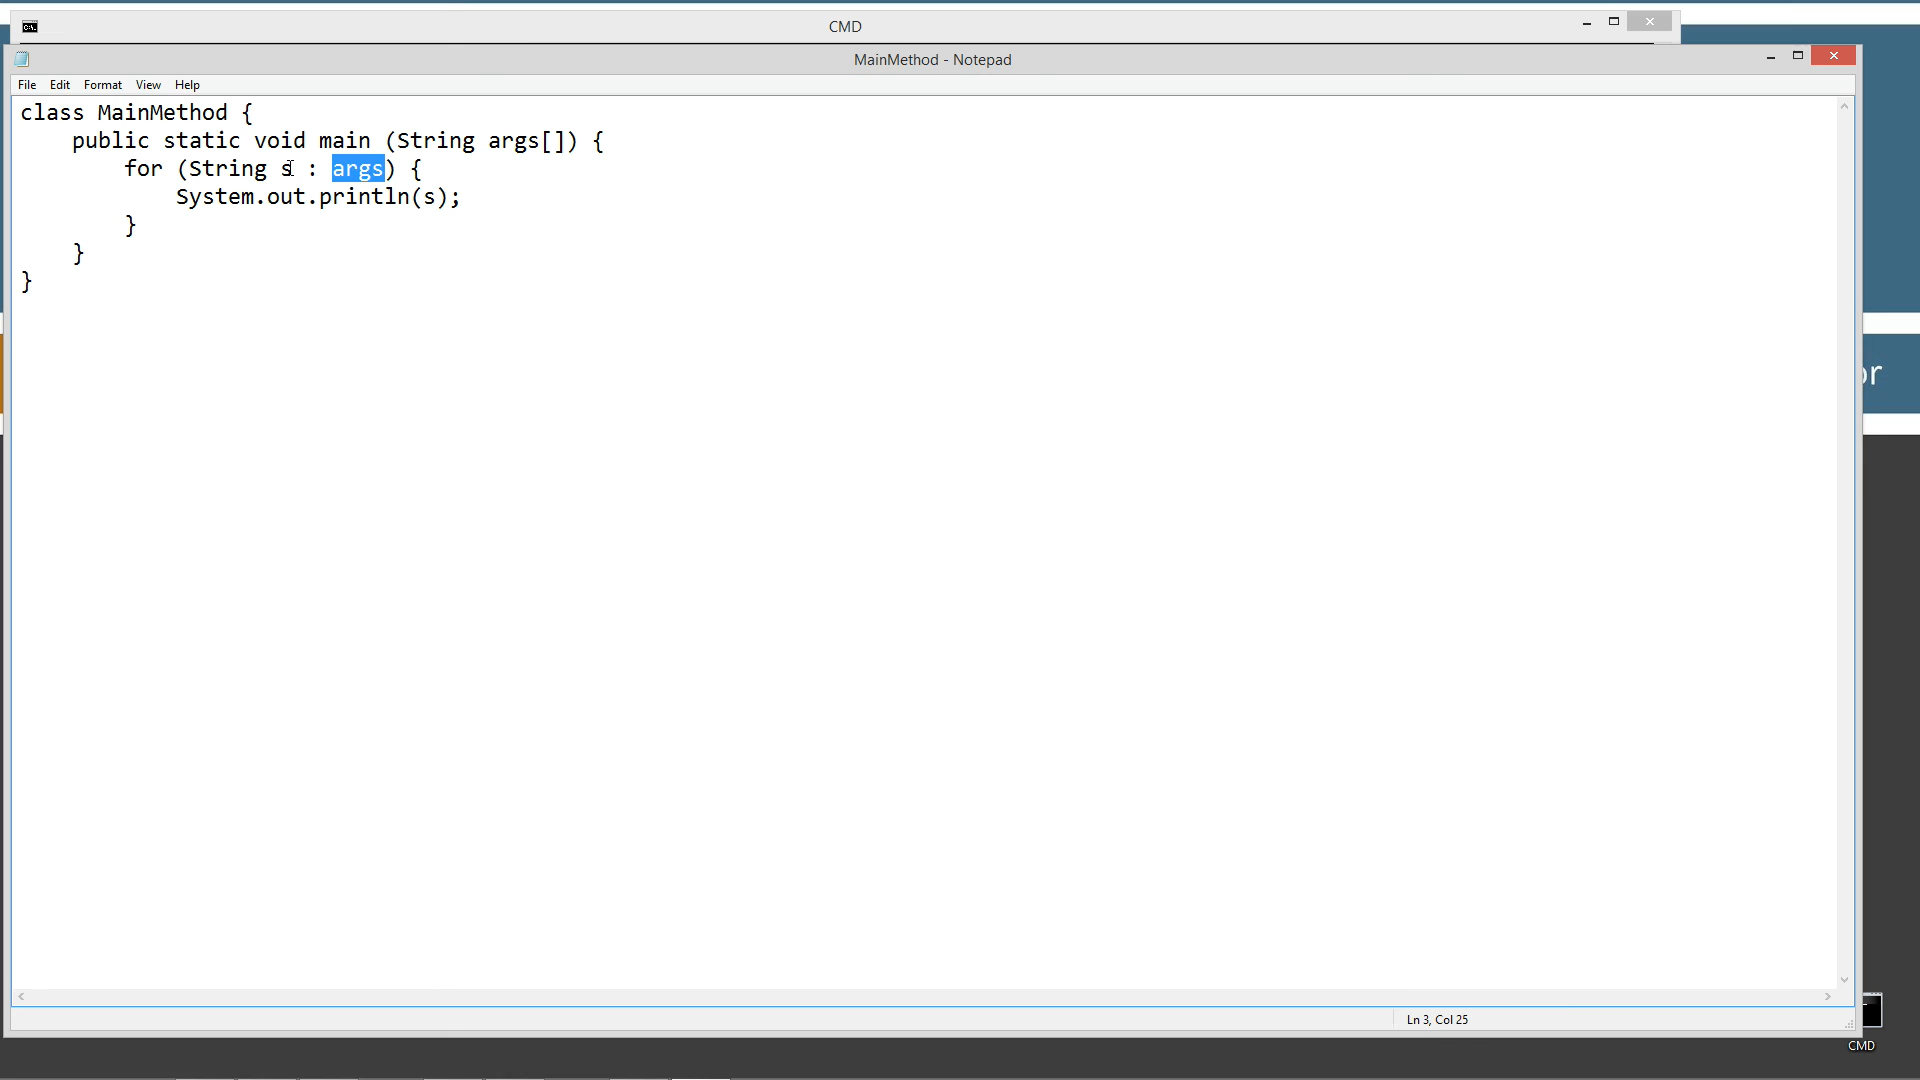 CMD
MainMethod - Notepad
File Edit Format View Help
class MainMethod {
    public static void main (String args[]) {
        for (String s : args) {
            System.out.println(s);
        }
    }
}
Ln 3, Col 25
CMD